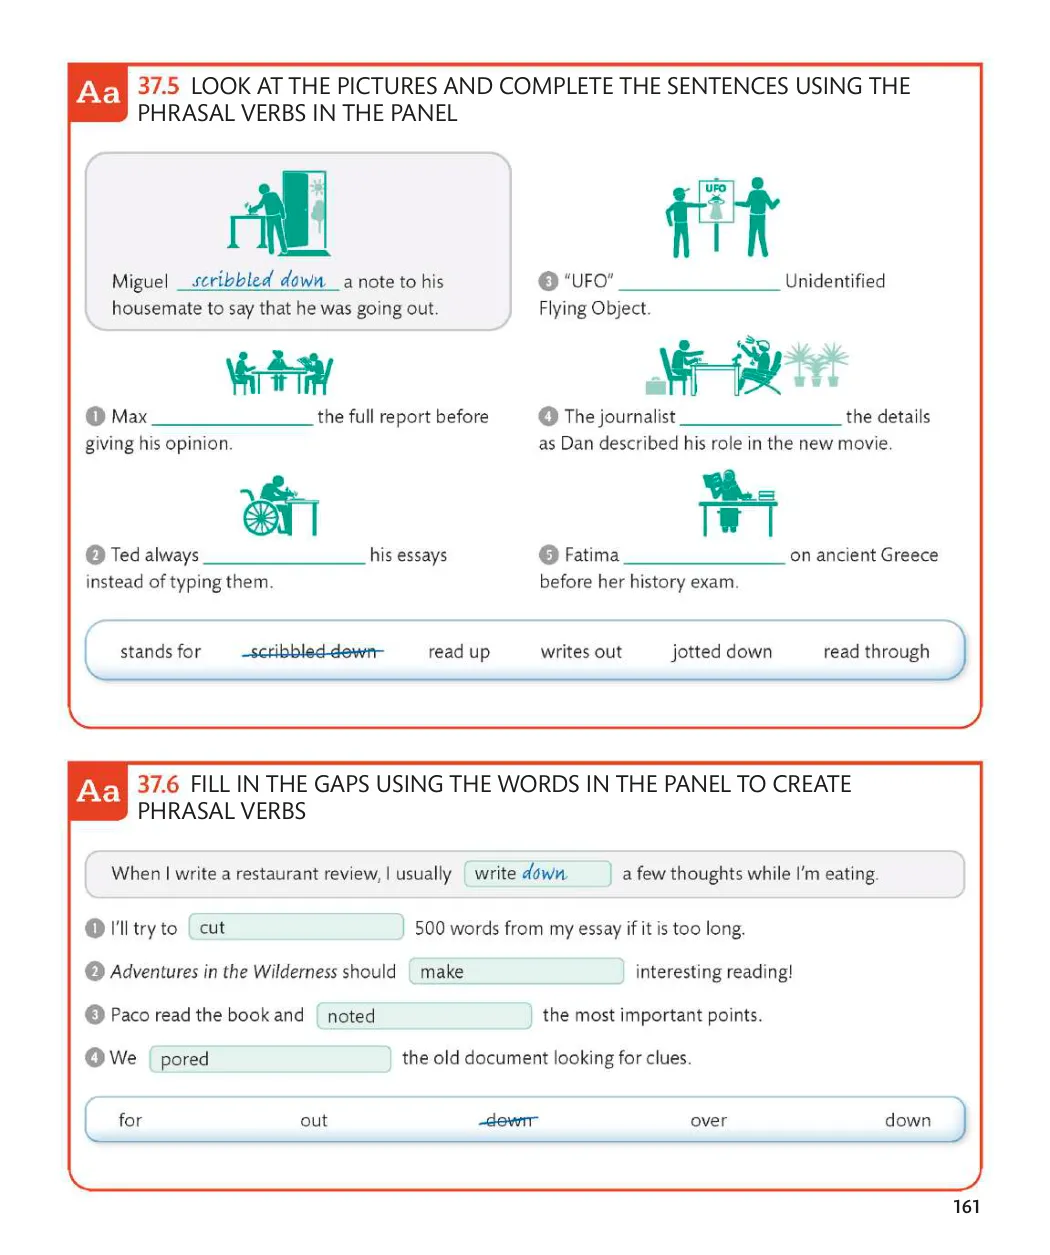 Aa
37.5 LOOK AT THE PICTURES AND COMPLETE THE SENTENCES USING THE
PHRASAL VERBS IN THE PANEL
Miguel scribbled down a note to his
housemate to say that he was going out.
1 Max ________ the full report before
giving his opinion.
2 Ted always ________ his essays
instead of typing them.
UFO
3 “UFO” ________ Unidentified
Flying Object.
4 The journalist ________ the details
as Dan described his role in the new movie.
5 Fatima ________ on ancient Greece
before her history exam.
stands for scribbled down read up writes out jotted down read through
Aa
37.6 FILL IN THE GAPS USING THE WORDS IN THE PANEL TO CREATE
PHRASAL VERBS
When I write a restaurant review, I usually write down a few thoughts while I’m eating.
1 I’ll try to cut 500 words from my essay if it is too long.
2 Adventures in the Wilderness should make interesting reading!
3 Paco read the book and noted the most important points.
4 We pored the old document looking for clues.
for out down over down
161